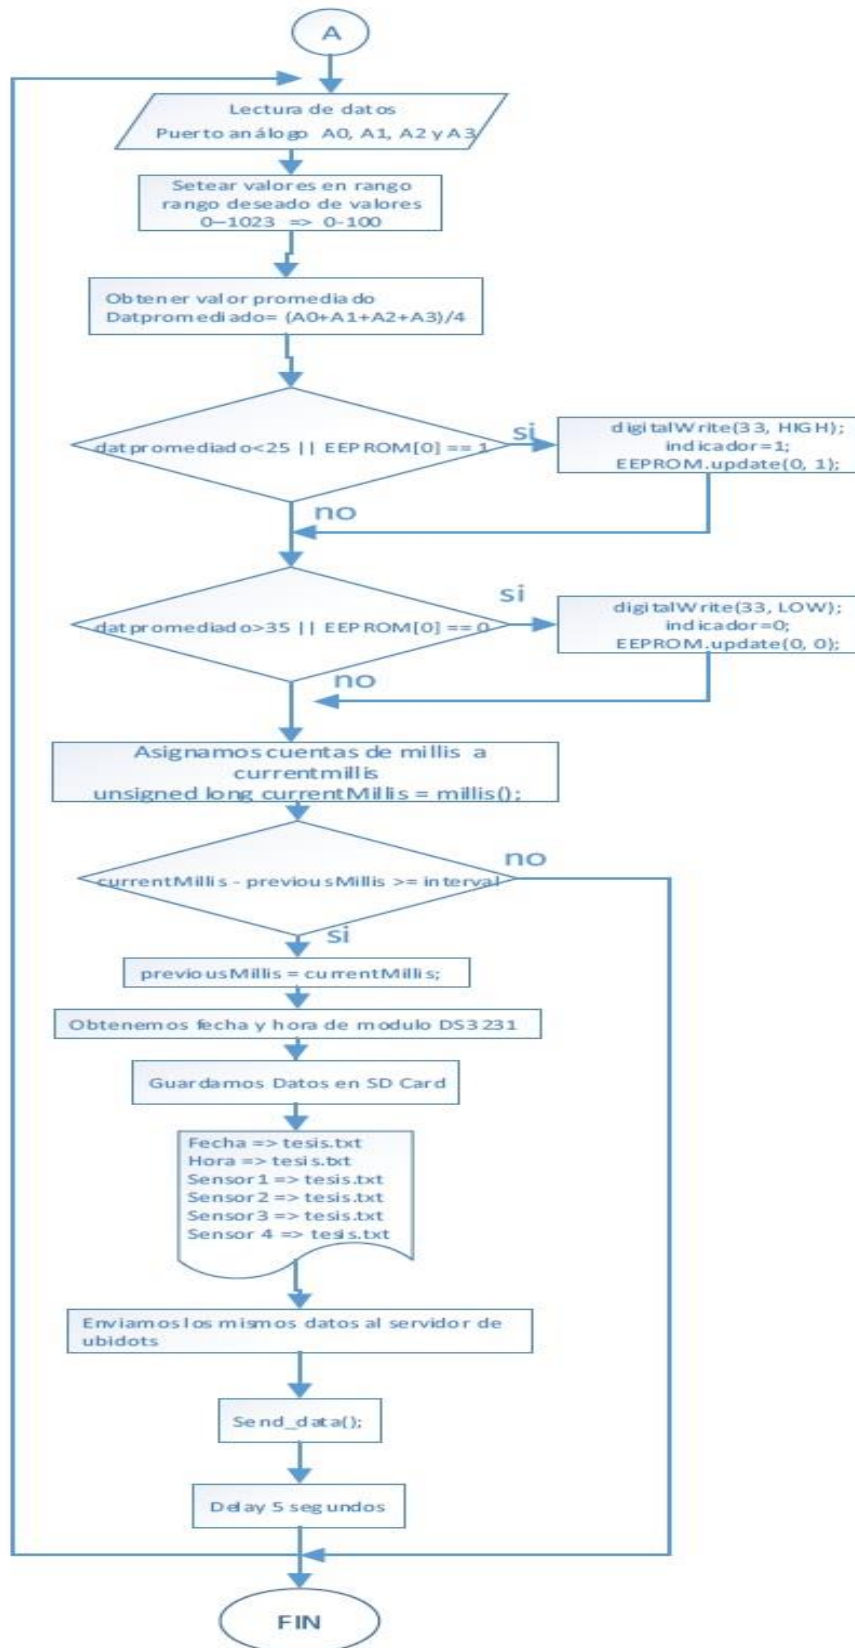 A
Lectura de datos
Puerto análogo A0, A1, A2 y A3
Setear valores en rango
rango deseado de valores
0–1023 => 0-100
Obtener valor promediado
Datpromediado= (A0+A1+A2+A3)/4
datpromediado<25 || EEPROM[0] == 1
si
digitalWrite(33, HIGH);
indicador=1;
EEPROM.update(0, 1);
no
datpromediado>35 || EEPROM[0] == 0
si
digitalWrite(33, LOW);
indicador=0;
EEPROM.update(0, 0);
no
Asignamos cuentas de millis a
currentmillis
unsigned long currentMillis = millis();
currentMillis - previousMillis >= interval
no
si
previousMillis = currentMillis;
Obtenemos fecha y hora de modulo DS3231
Guardamos Datos en SD Card
Fecha => tesis.txt
Hora => tesis.txt
Sensor1 => tesis.txt
Sensor2 => tesis.txt
Sensor3 => tesis.txt
Sensor 4 => tesis.txt
Enviamos los mismos datos al servidor de
ubidots
Send_data();
Delay 5 segundos
FIN